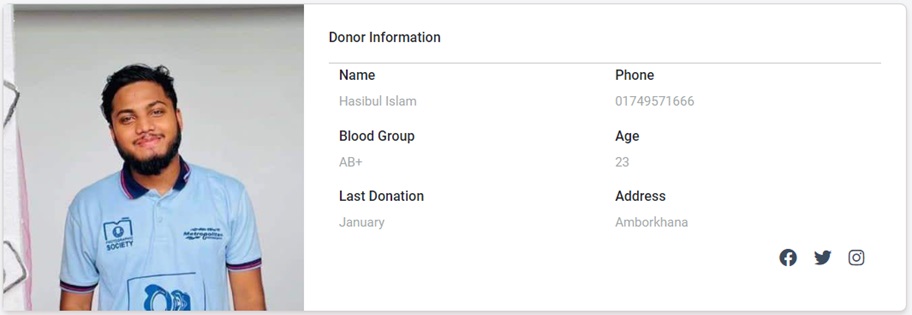 Donor Information
Name
Phone
Hasibul Islam
01749571666
Blood Group
Age
AB+
23
Last Donation
Address
January
Amborkhana
SOCIETY
Metropolitan